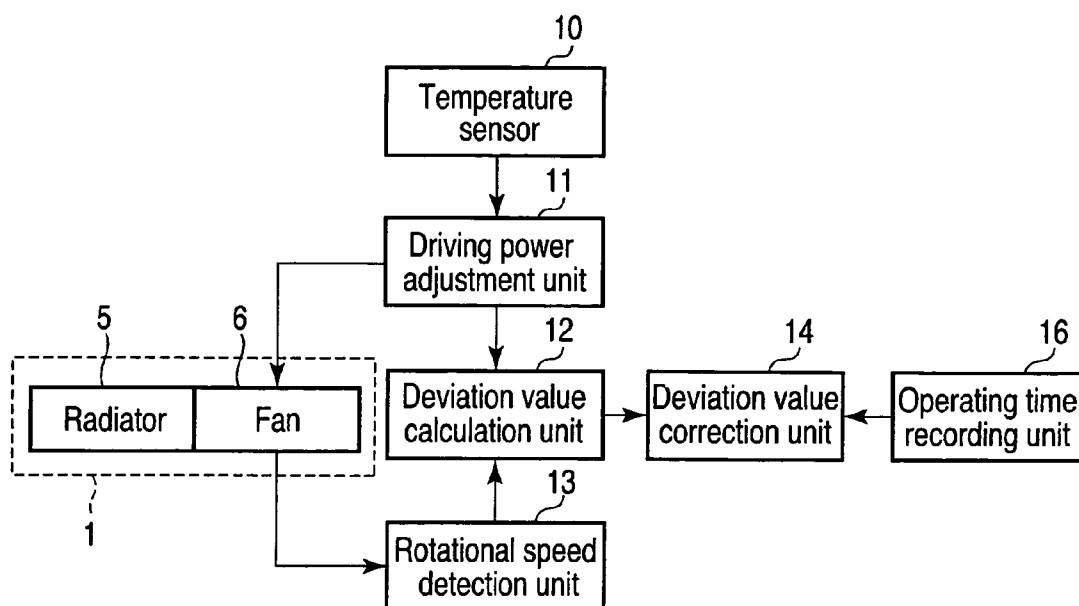 10
Temperature
sensor
11
Driving power
adjustment unit
5
6
12
14
16
Radiator
Fan
Deviation value
calculation unit
Deviation value
correction unit
Operating time
recording unit
1
13
Rotational speed
detection unit